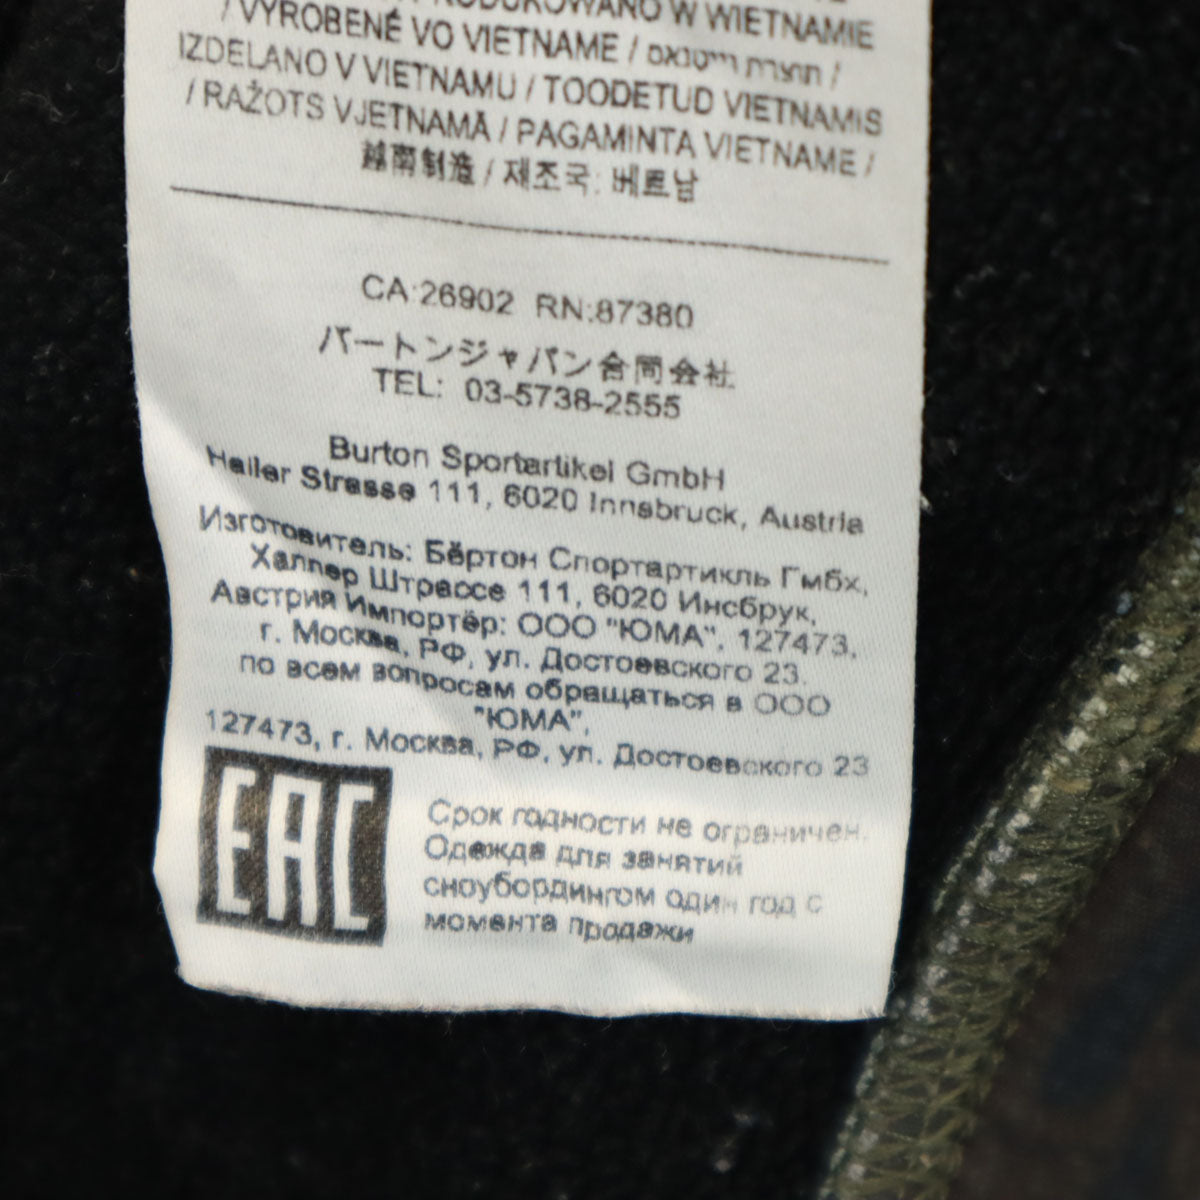 WYPRODUKOWANO W WIETNAMIE
/ VYROBENÉ VO VIETNAME / תוצרת וייטנאם /
IZDELANO V VIETNAMU / TOODETUD VIETNAMIS
/ RAŽOTS VJETNAMĀ / PAGAMINTA VIETNAME /
越南制造 / 제조국: 베트남
CA:26902 RN:87380
バートンジャパン合同会社
TEL: 03-5738-2555
Burton Sportartikel GmbH
Haller Strasse 111, 6020 Innsbruck, Austria
Изготовитель: Бёртон Спортартикль Гмбх,
Халлер Штрассе 111, 6020 Инсбрук,
Австрия Импортёр: ООО "ЮМА", 127473,
г. Москва, РФ, ул. Достоевского 23.
по всем вопросам обращаться в ООО
"ЮМА",
127473, г. Москва, РФ, ул. Достоевского 23
EAC
Срок годности не ограничен.
Одежда для занятий
сноубордингом один год с
момента продажи